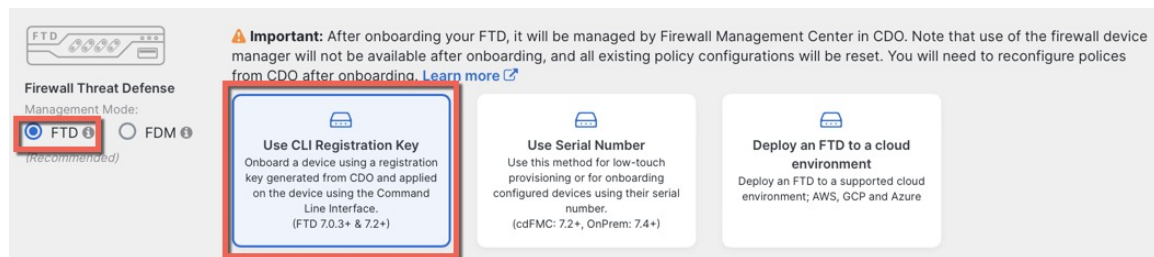 FTD
Firewall Threat Defense
Management Mode:
FTD FDM
(Recommended)
Important: After onboarding your FTD, it will be managed by Firewall Management Center in CDO. Note that use of the firewall device
manager will not be available after onboarding, and all existing policy configurations will be reset. You will need to reconfigure polices
from CDO after onboarding. Learn more
Use CLI Registration Key
Onboard a device using a registration
key generated from CDO and applied
on the device using the Command
Line Interface.
(FTD 7.0.3+ & 7.2+)
Use Serial Number
Use this method for low-touch
provisioning or for onboarding
configured devices using their serial
number.
(cdFMC: 7.2+, OnPrem: 7.4+)
Deploy an FTD to a cloud
environment
Deploy an FTD to a supported cloud
environment; AWS, GCP and Azure